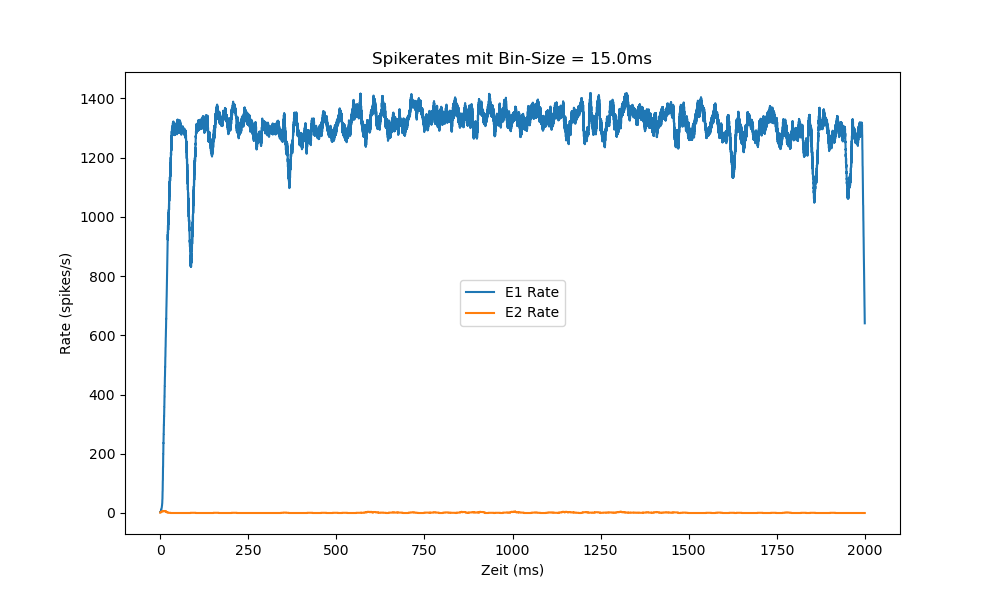 Spikerates mit Bin-Size = 15.0ms
1400
1200
1000
800
600
400
200
0
Rate (spikes/s)
E1 Rate
E2 Rate
0 250 500 750 1000 1250 1500 1750 2000
Zeit (ms)